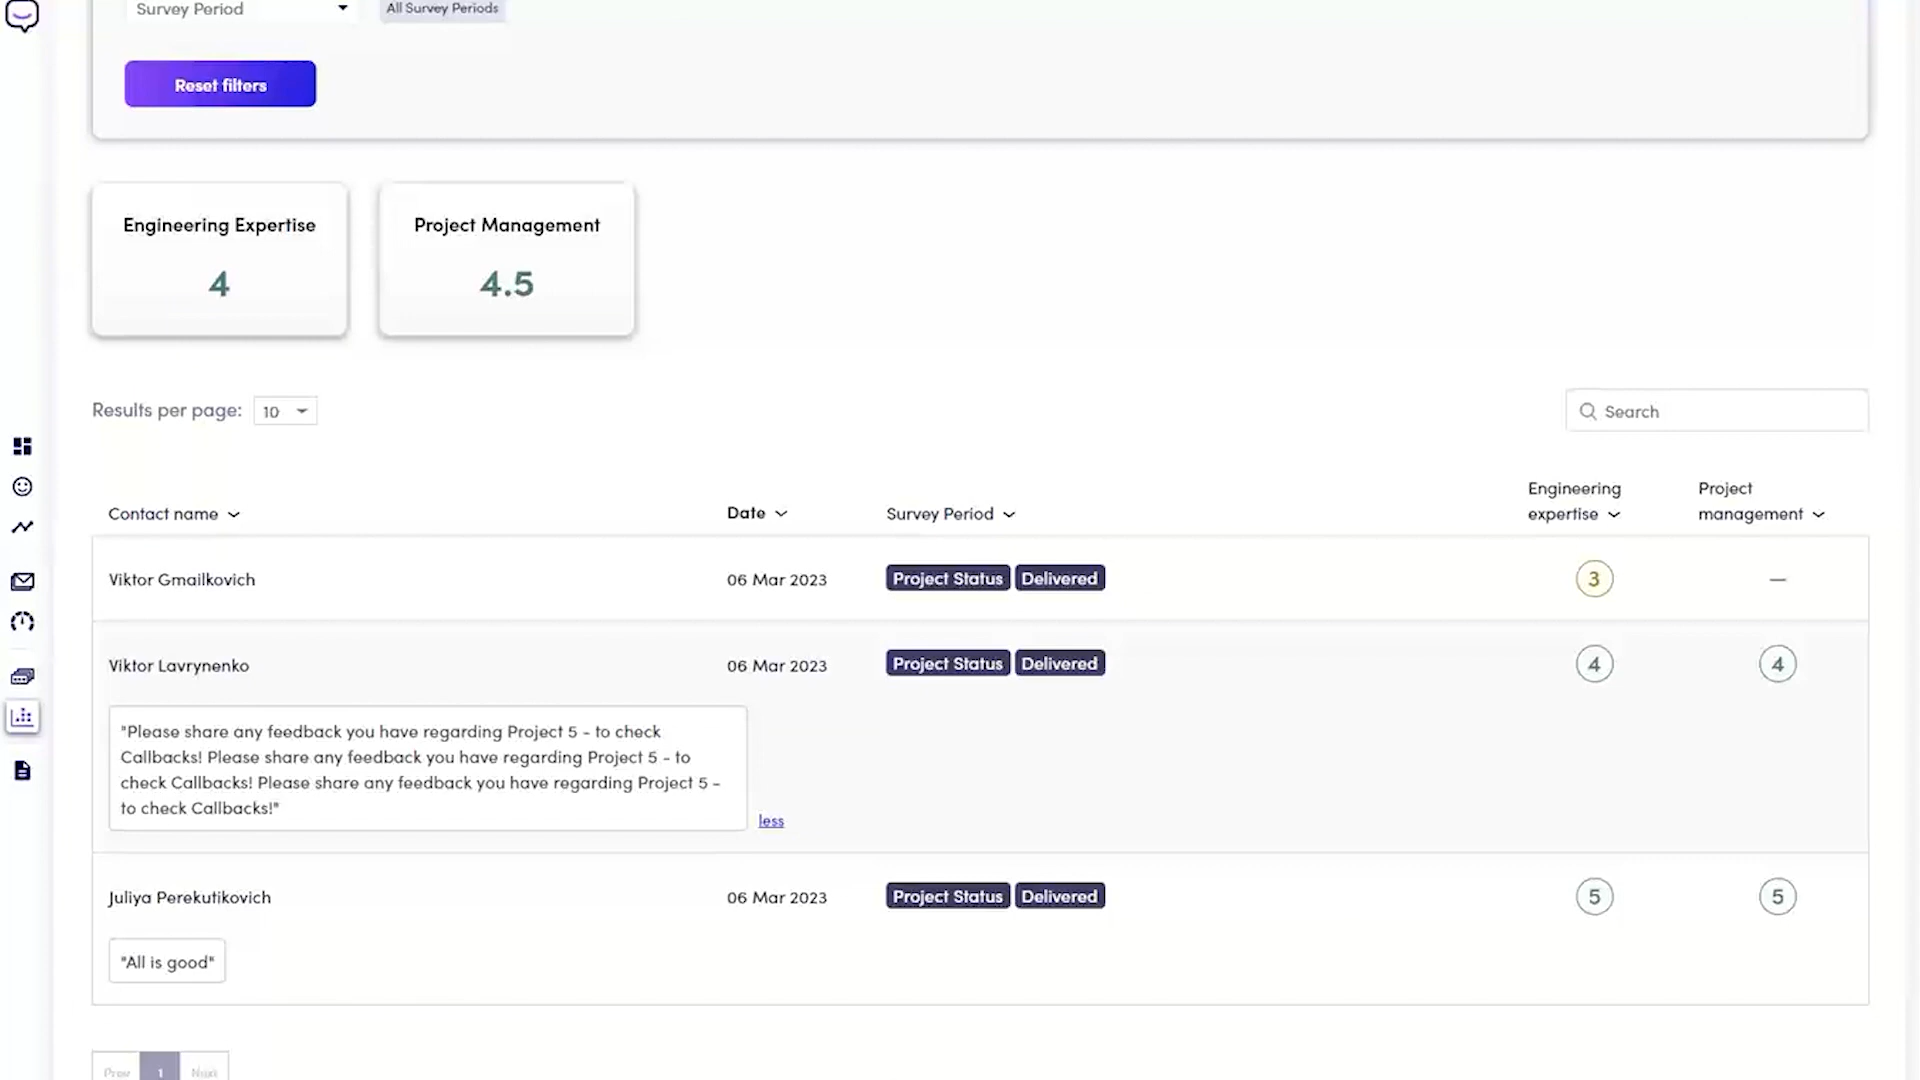 Survey Period
All Survey Periods
Reset filters
Engineering Expertise
4
Project Management
4.5
Results per page: 10
Search
Contact name
Date
Survey Period
Engineering
expertise
Project
management
Viktor Gmailkovich
06 Mar 2023
Project Status Delivered
3
—
Viktor Lavrynenko
06 Mar 2023
Project Status Delivered
4
4
"Please share any feedback you have regarding Project 5 - to check
Callbacks! Please share any feedback you have regarding Project 5 - to
check Callbacks! Please share any feedback you have regarding Project 5 -
to check Callbacks!"
less
Juliya Perekutikovich
06 Mar 2023
Project Status Delivered
5
5
"All is good"
Prev 1 Next